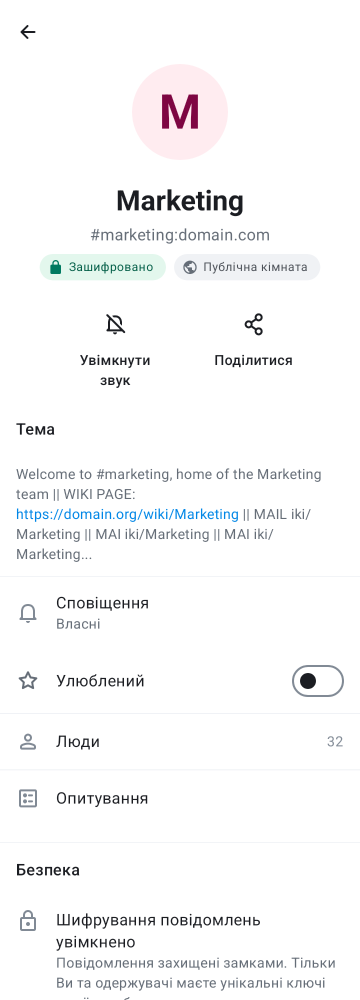 M
Marketing
#marketing:domain.com
Зашифровано
Публічна кімната
Увімкнути
звук
Поділитися
Тема
Welcome to #marketing, home of the Marketing
team || WIKI PAGE:
https://domain.org/wiki/Marketing || MAIL iki/
Marketing || MAI iki/Marketing || MAI iki/
Marketing...
Сповіщення
Власні
Улюблений
Люди
32
Опитування
Безпека
Шифрування повідомлень
увімкнено
Повідомлення захищені замками. Тільки
Ви та одержувачі маєте унікальні ключі